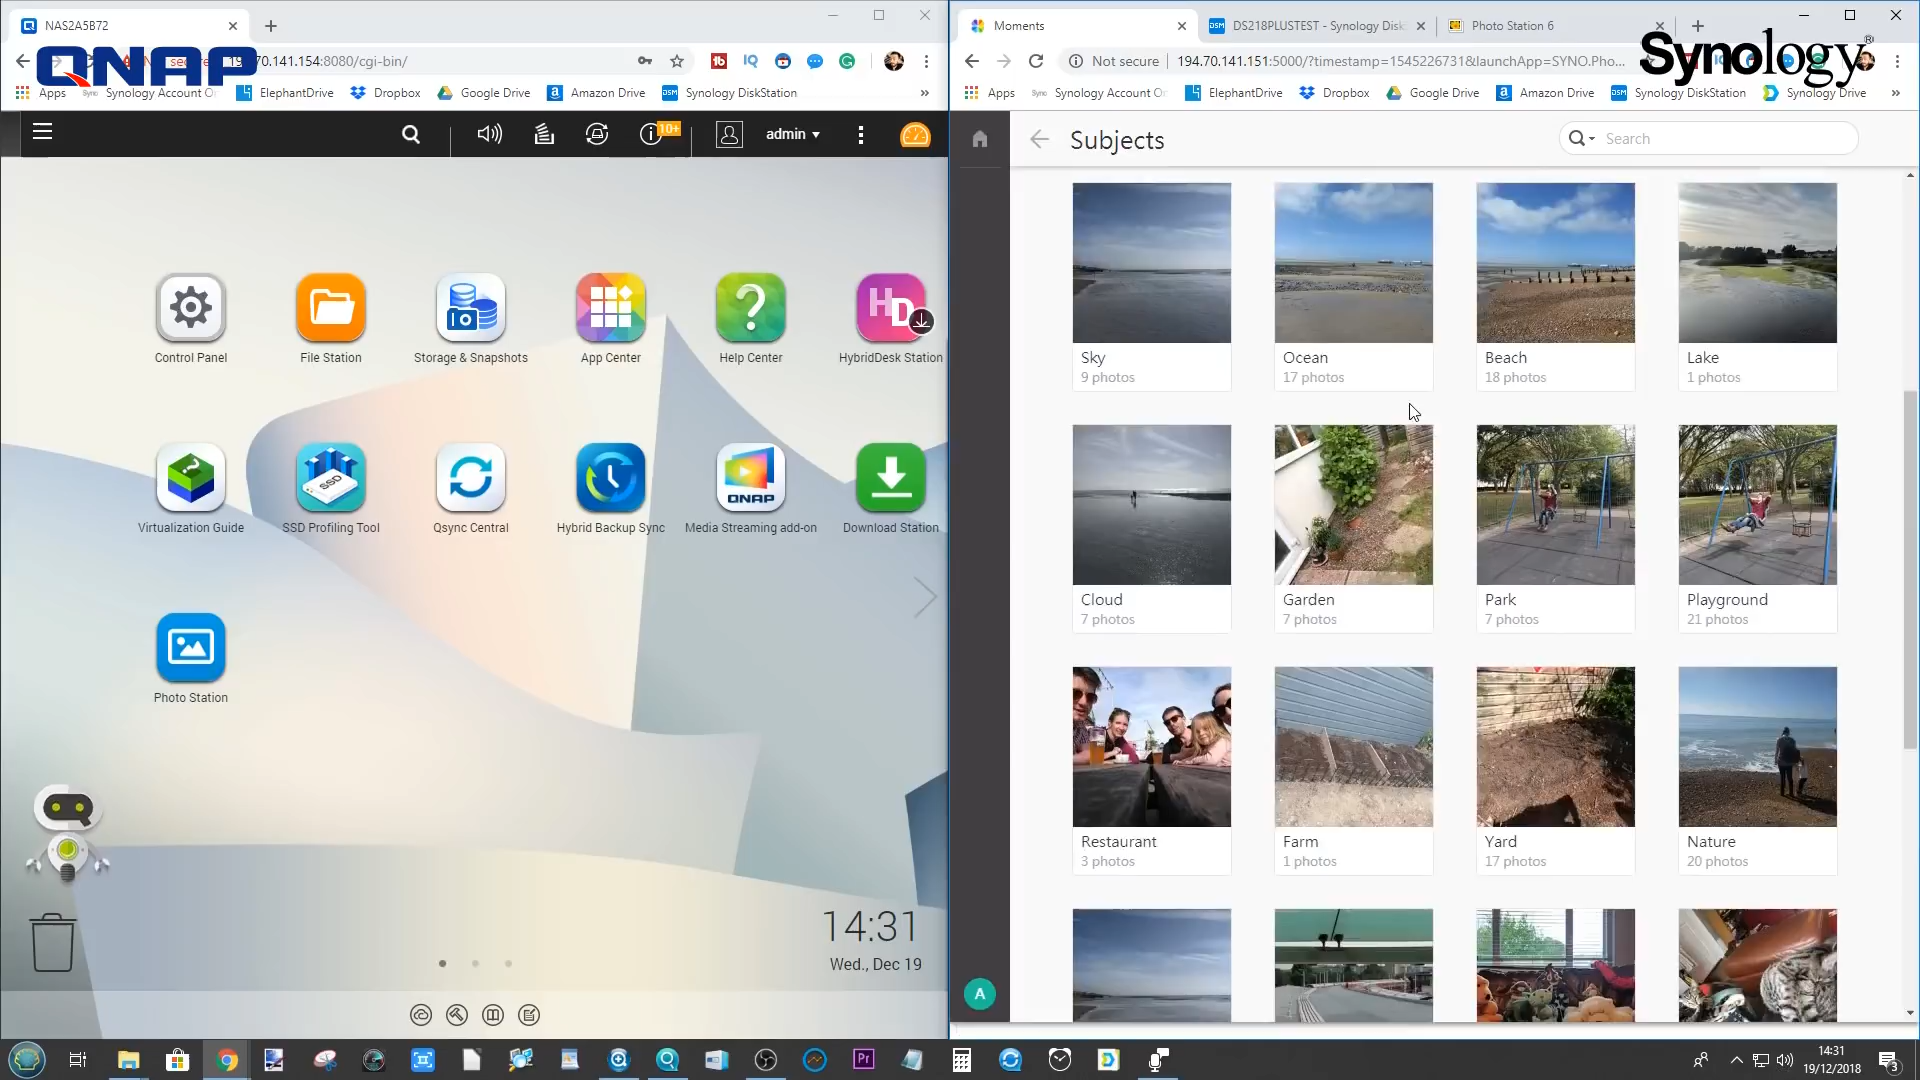 NAS2A5B72
QNAP
:8080/cgi-bin/
Apps
Synology Account
ElephantDrive
Dropbox
Google Drive
Amazon Drive
Synology DiskStation
»
10+
admin
Control Panel
File Station
Storage & Snapshots
App Center
Help Center
HybridDesk Station
HD
Virtualization Guide
SSD Profiling Tool
Qsync Central
Hybrid Backup Sync
Media Streaming add-on
Download Station
SSD
QNAP
Photo Station
14:31
Wed., Dec 19
Moments
DS218PLUSTEST - Synology Disk
Photo Station 6
Synology®
Not secure
194.70.141.151:5000/?timestamp=1545226731&launchApp=SYNO.Pho...
Apps
Synology Account
ElephantDrive
Dropbox
Google Drive
Amazon Drive
Synology DiskStation
Synology Drive
»
Subjects
Search
Sky
9 photos
Ocean
17 photos
Beach
18 photos
Lake
1 photos
Cloud
7 photos
Garden
7 photos
Park
7 photos
Playground
21 photos
Restaurant
3 photos
Farm
1 photos
Yard
17 photos
Nature
20 photos
A
Pr
14:31
19/12/2018
3